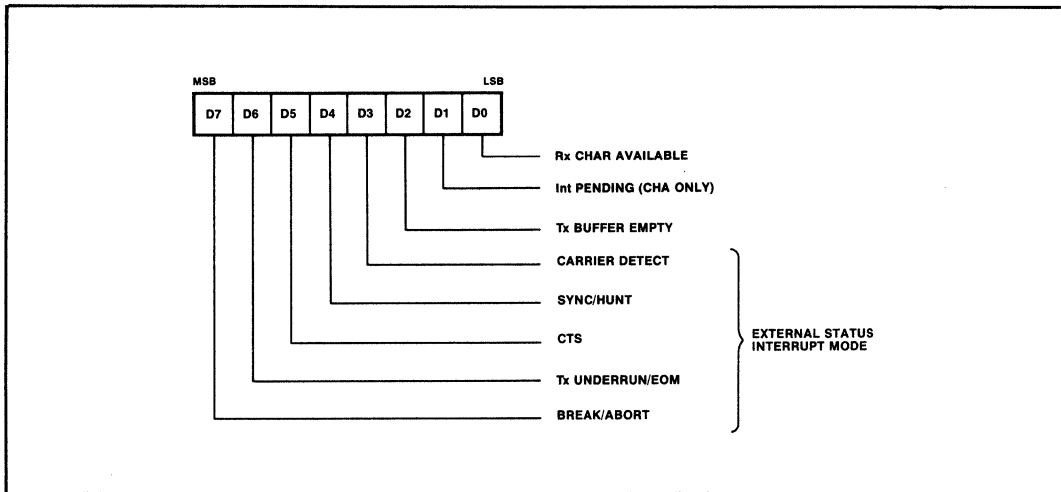 MSB LSB
D7 D6 D5 D4 D3 D2 D1 D0
Rx CHAR AVAILABLE
Int PENDING (CHA ONLY)
Tx BUFFER EMPTY
CARRIER DETECT
SYNC/HUNT
CTS
Tx UNDERRUN/EOM
BREAK/ABORT
EXTERNAL STATUS
INTERRUPT MODE